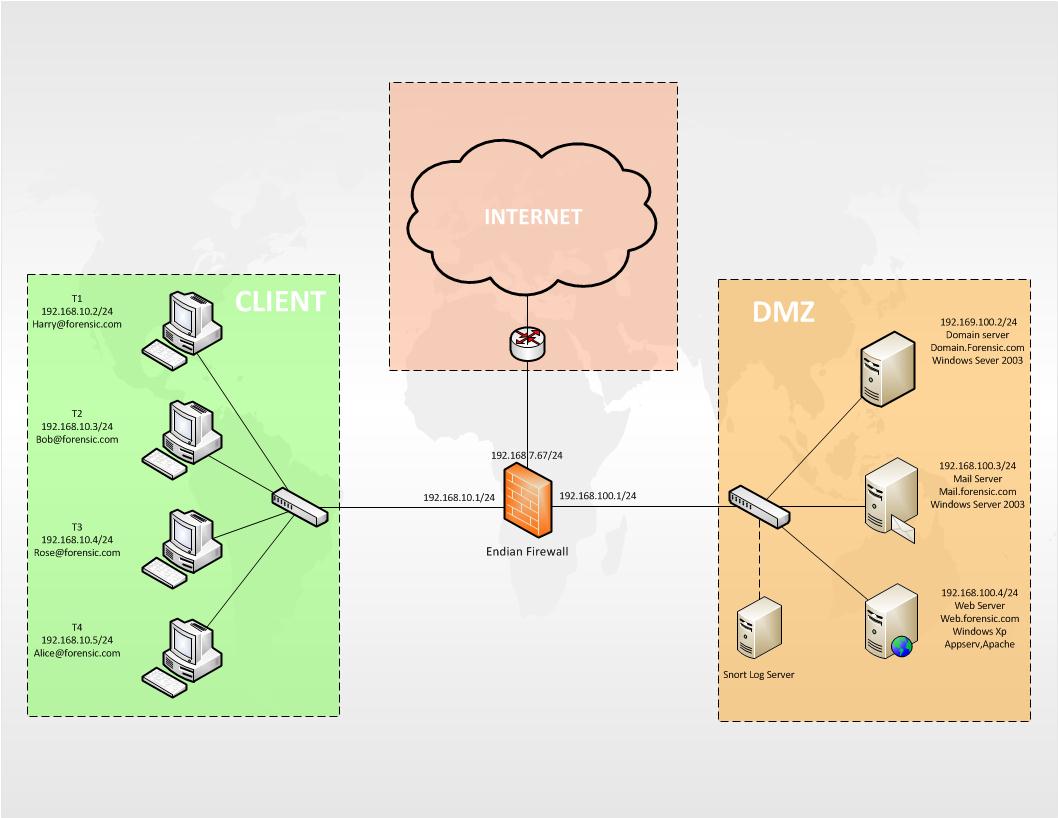 INTERNET
CLIENT
T1
192.168.10.2/24
Harry@forensic.com
T2
192.168.10.3/24
Bob@forensic.com
T3
192.168.10.4/24
Rose@forensic.com
T4
192.168.10.5/24
Alice@forensic.com
192.168.7.67/24
192.168.10.1/24
192.168.100.1/24
Endian Firewall
DMZ
192.169.100.2/24
Domain server
Domain.Forensic.com
Windows Sever 2003
192.168.100.3/24
Mail Server
Mail.forensic.com
Windows Server 2003
192.168.100.4/24
Web Server
Web.forensic.com
Windows Xp
Appserv,Apache
Snort Log Server